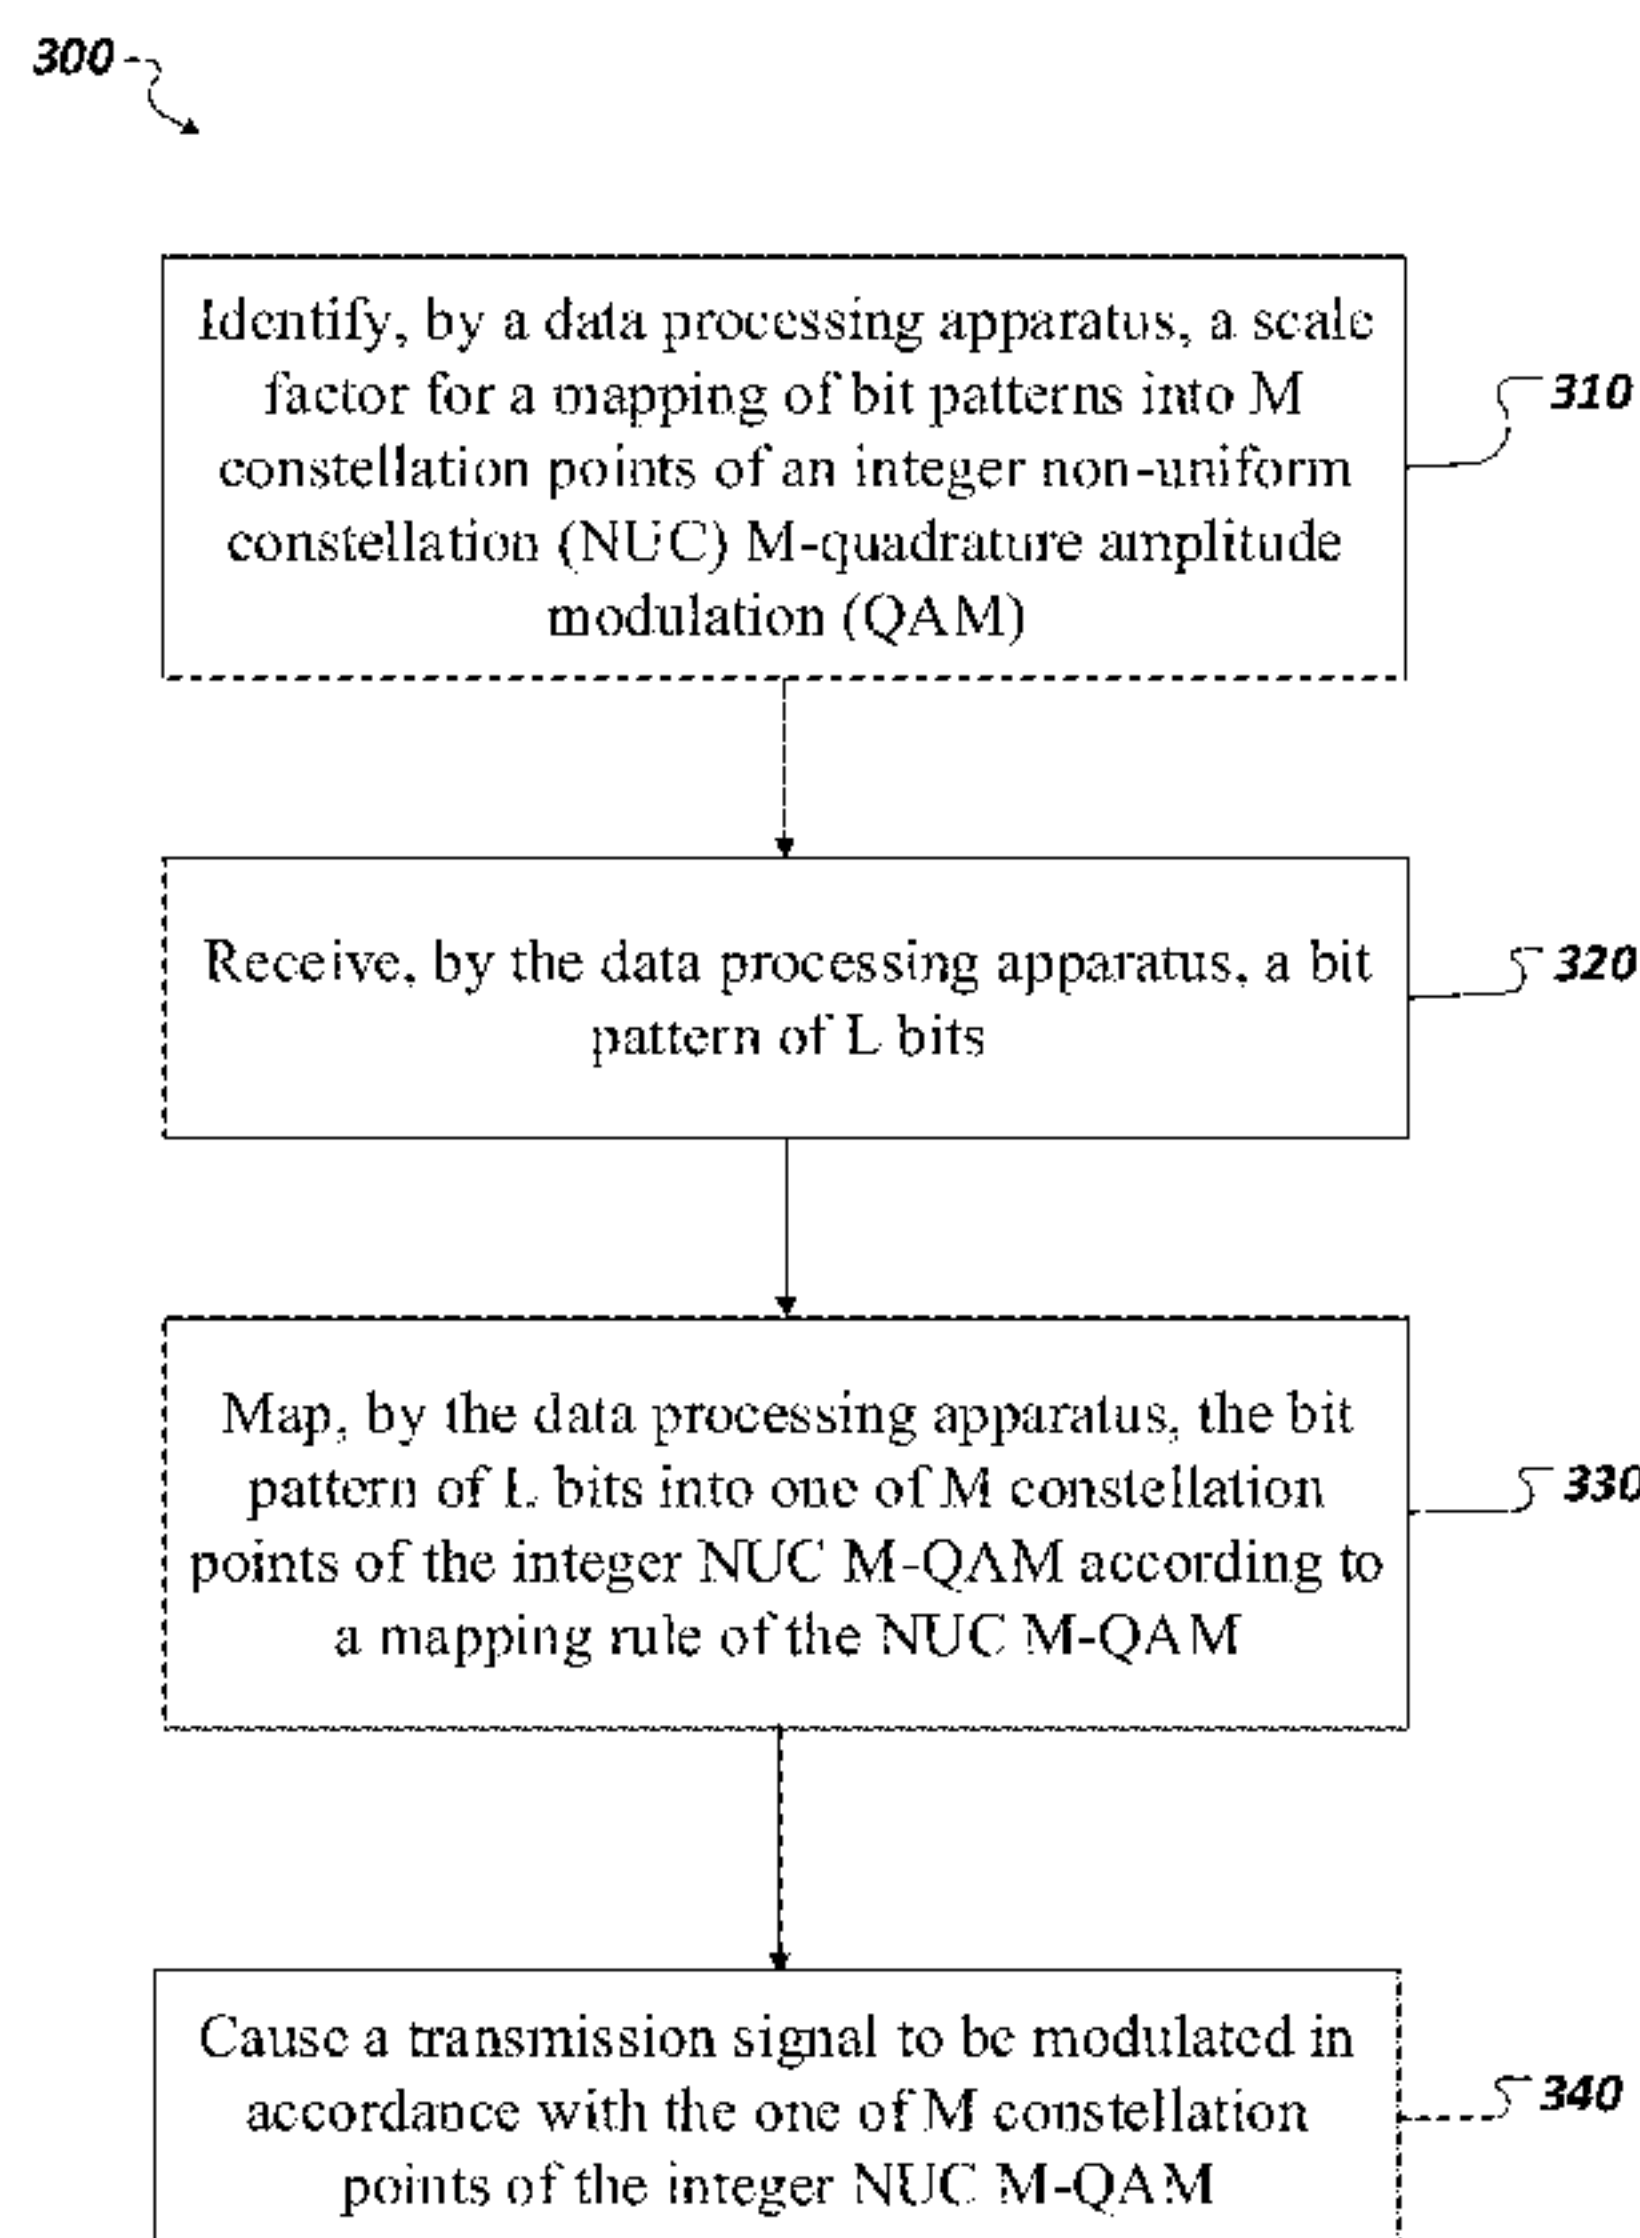 300
Identify, by a data processing apparatus, a scale
factor for a mapping of bit patterns into M
constellation points of an integer non-uniform
constellation (NUC) M-quadrature amplitude
modulation (QAM)
310
Receive, by the data processing apparatus, a bit
pattern of L bits
320
Map, by the data processing apparatus, the bit
pattern of L bits into one of M constellation
points of the integer NUC M-QAM according to
a mapping rule of the NUC M-QAM
330
Cause a transmission signal to be modulated in
accordance with the one of M constellation
points of the integer NUC M-QAM
340